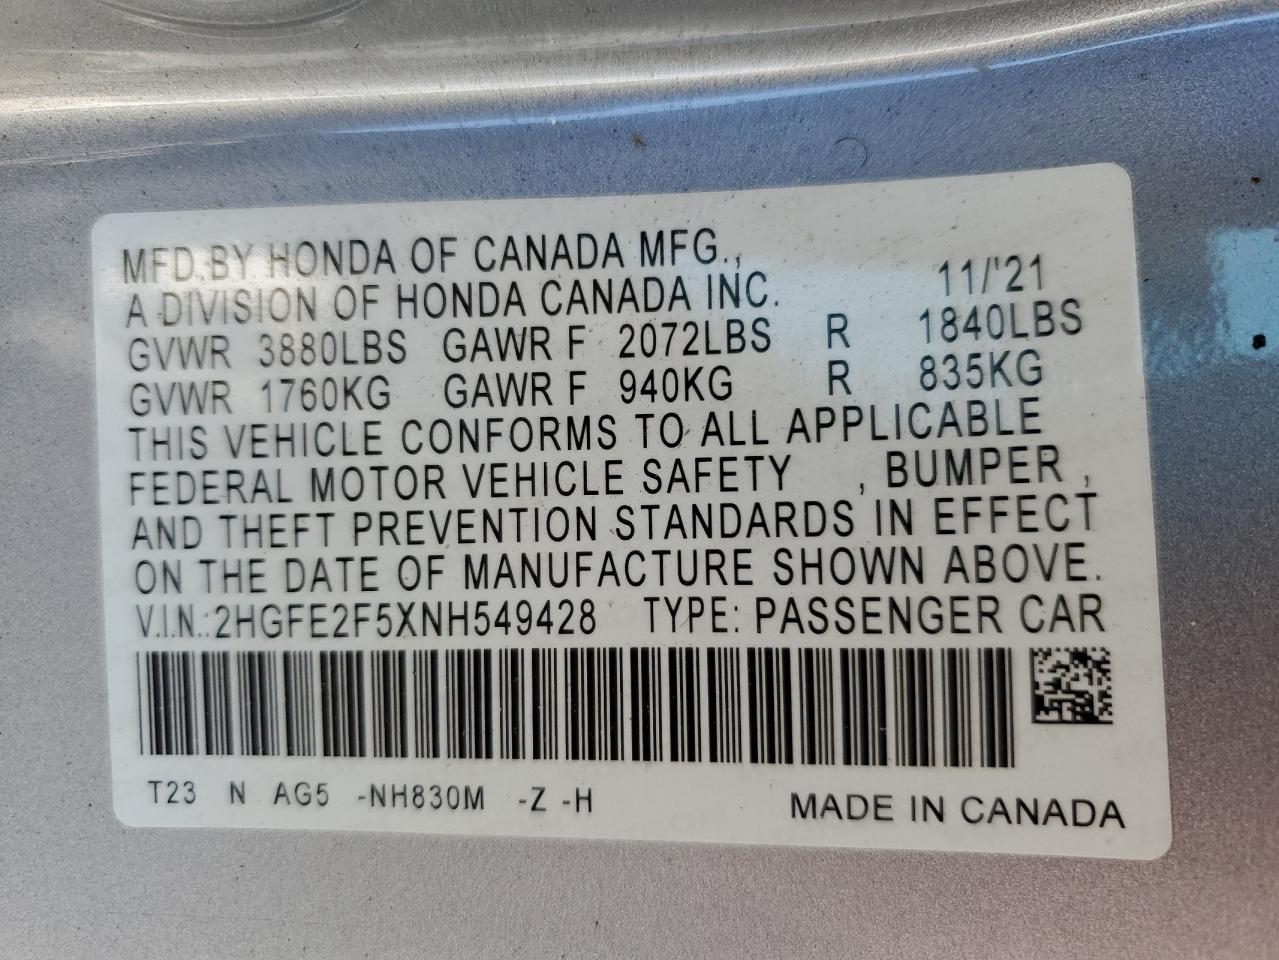 MFD. BY HONDA OF CANADA MFG.,
A DIVISION OF HONDA CANADA INC. 11/'21
GVWR 3880LBS GAWR F 2072LBS R 1840LBS
GVWR 1760KG GAWR F 940KG R 835KG
THIS VEHICLE CONFORMS TO ALL APPLICABLE
FEDERAL MOTOR VEHICLE SAFETY , BUMPER ,
AND THEFT PREVENTION STANDARDS IN EFFECT
ON THE DATE OF MANUFACTURE SHOWN ABOVE.
V.I.N.:2HGFE2F5XNH549428 TYPE: PASSENGER CAR
T23 N AG5 -NH830M -Z -H MADE IN CANADA